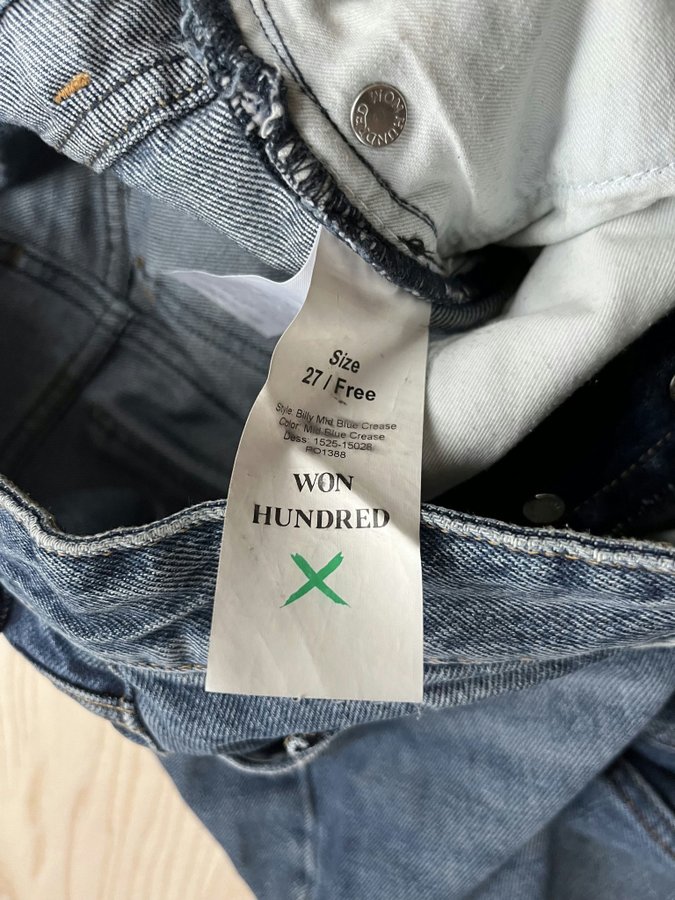 WON HUNDRED
Size
27 / Free
Style: Billy Mid Blue Crease
Color: Mid Blue Crease
Dess: 1525-15028
PO1388
WON
HUNDRED